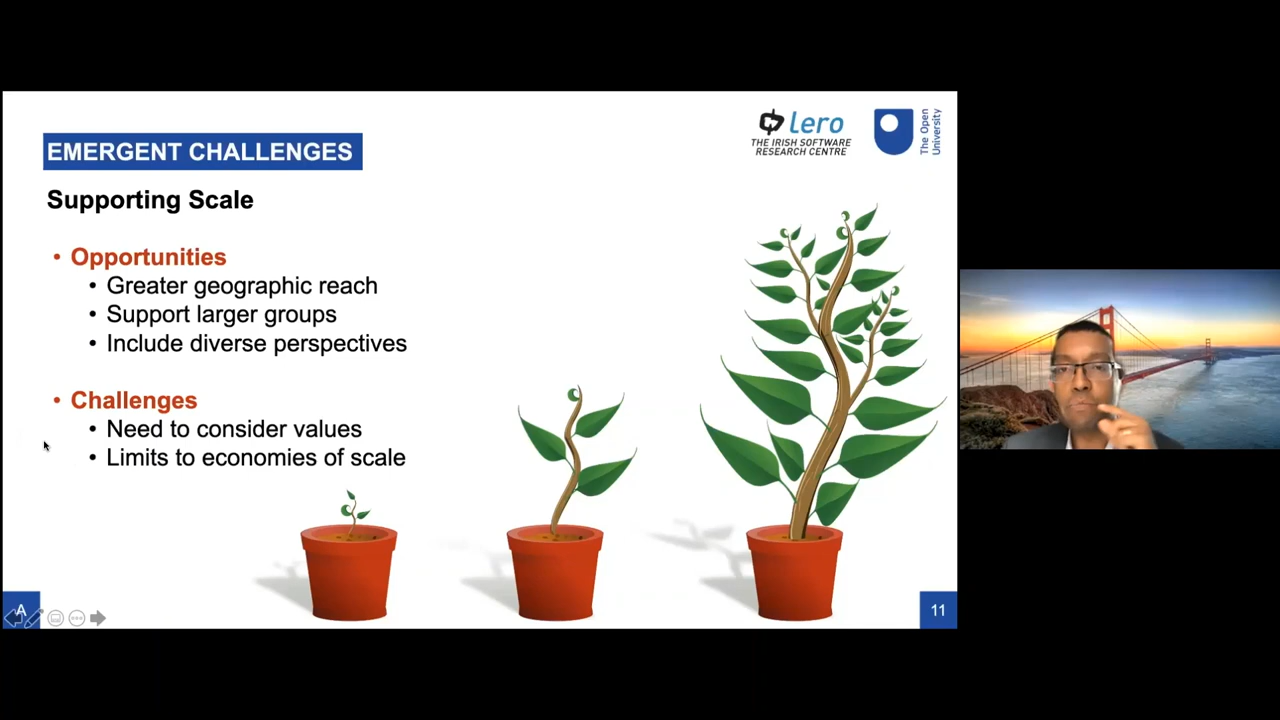 lero
THE IRISH SOFTWARE
RESEARCH CENTRE
The Open
University
EMERGENT CHALLENGES
Supporting Scale
• Opportunities
• Greater geographic reach
• Support larger groups
• Include diverse perspectives
• Challenges
• Need to consider values
• Limits to economies of scale
A
11